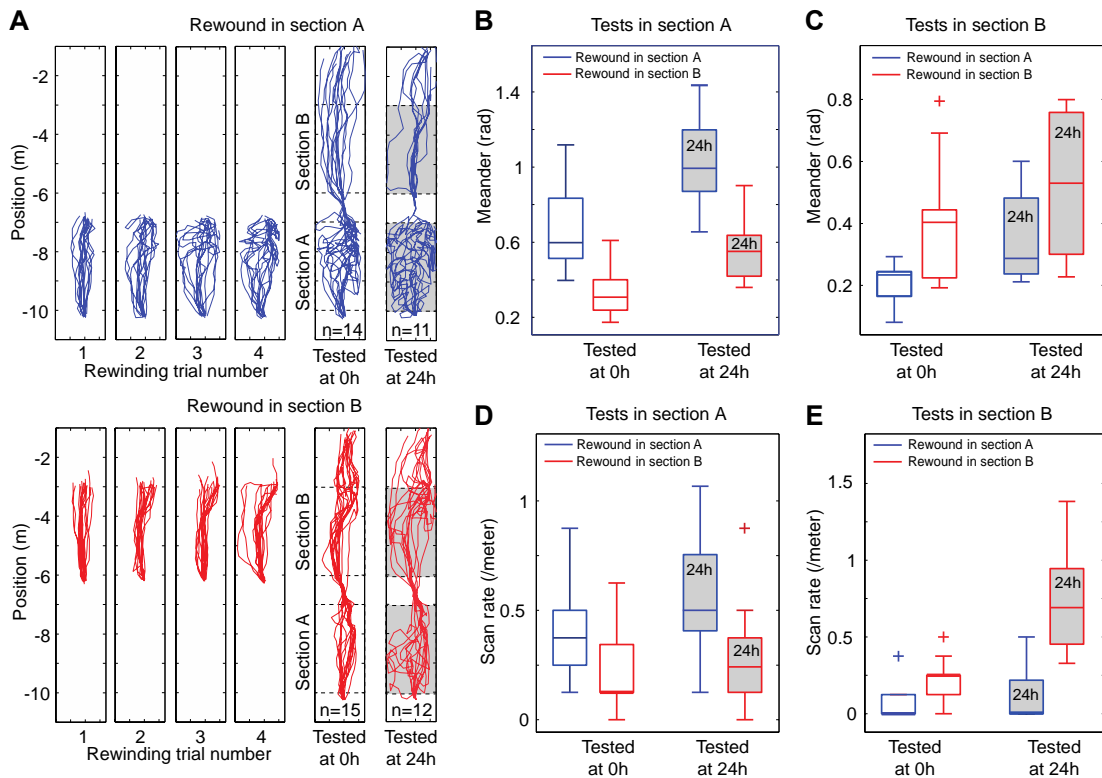 A
Rewound in section A
Position (m)
-2
-4
-6
-8
-10
Section B
Section A
n=14
n=11
1
2
3
4
Rewinding trial number
Tested
at 0h
Tested
at 24h
Rewound in section B
Position (m)
-2
-4
-6
-8
-10
Section B
Section A
n=15
n=12
1
2
3
4
Rewinding trial number
Tested
at 0h
Tested
at 24h
B
Tests in section A
Rewound in section A
Rewound in section B
Meander (rad)
1.4
1
0.6
0.2
24h
24h
Tested
at 0h
Tested
at 24h
C
Tests in section B
Rewound in section A
Rewound in section B
Meander (rad)
0.8
0.6
0.4
0.2
24h
24h
Tested
at 0h
Tested
at 24h
D
Tests in section A
Rewound in section A
Rewound in section B
Scan rate (/meter)
1
0.5
0
24h
24h
Tested
at 0h
Tested
at 24h
E
Tests in section B
Rewound in section A
Rewound in section B
Scan rate (/meter)
1.5
1
0.5
0
24h
24h
Tested
at 0h
Tested
at 24h